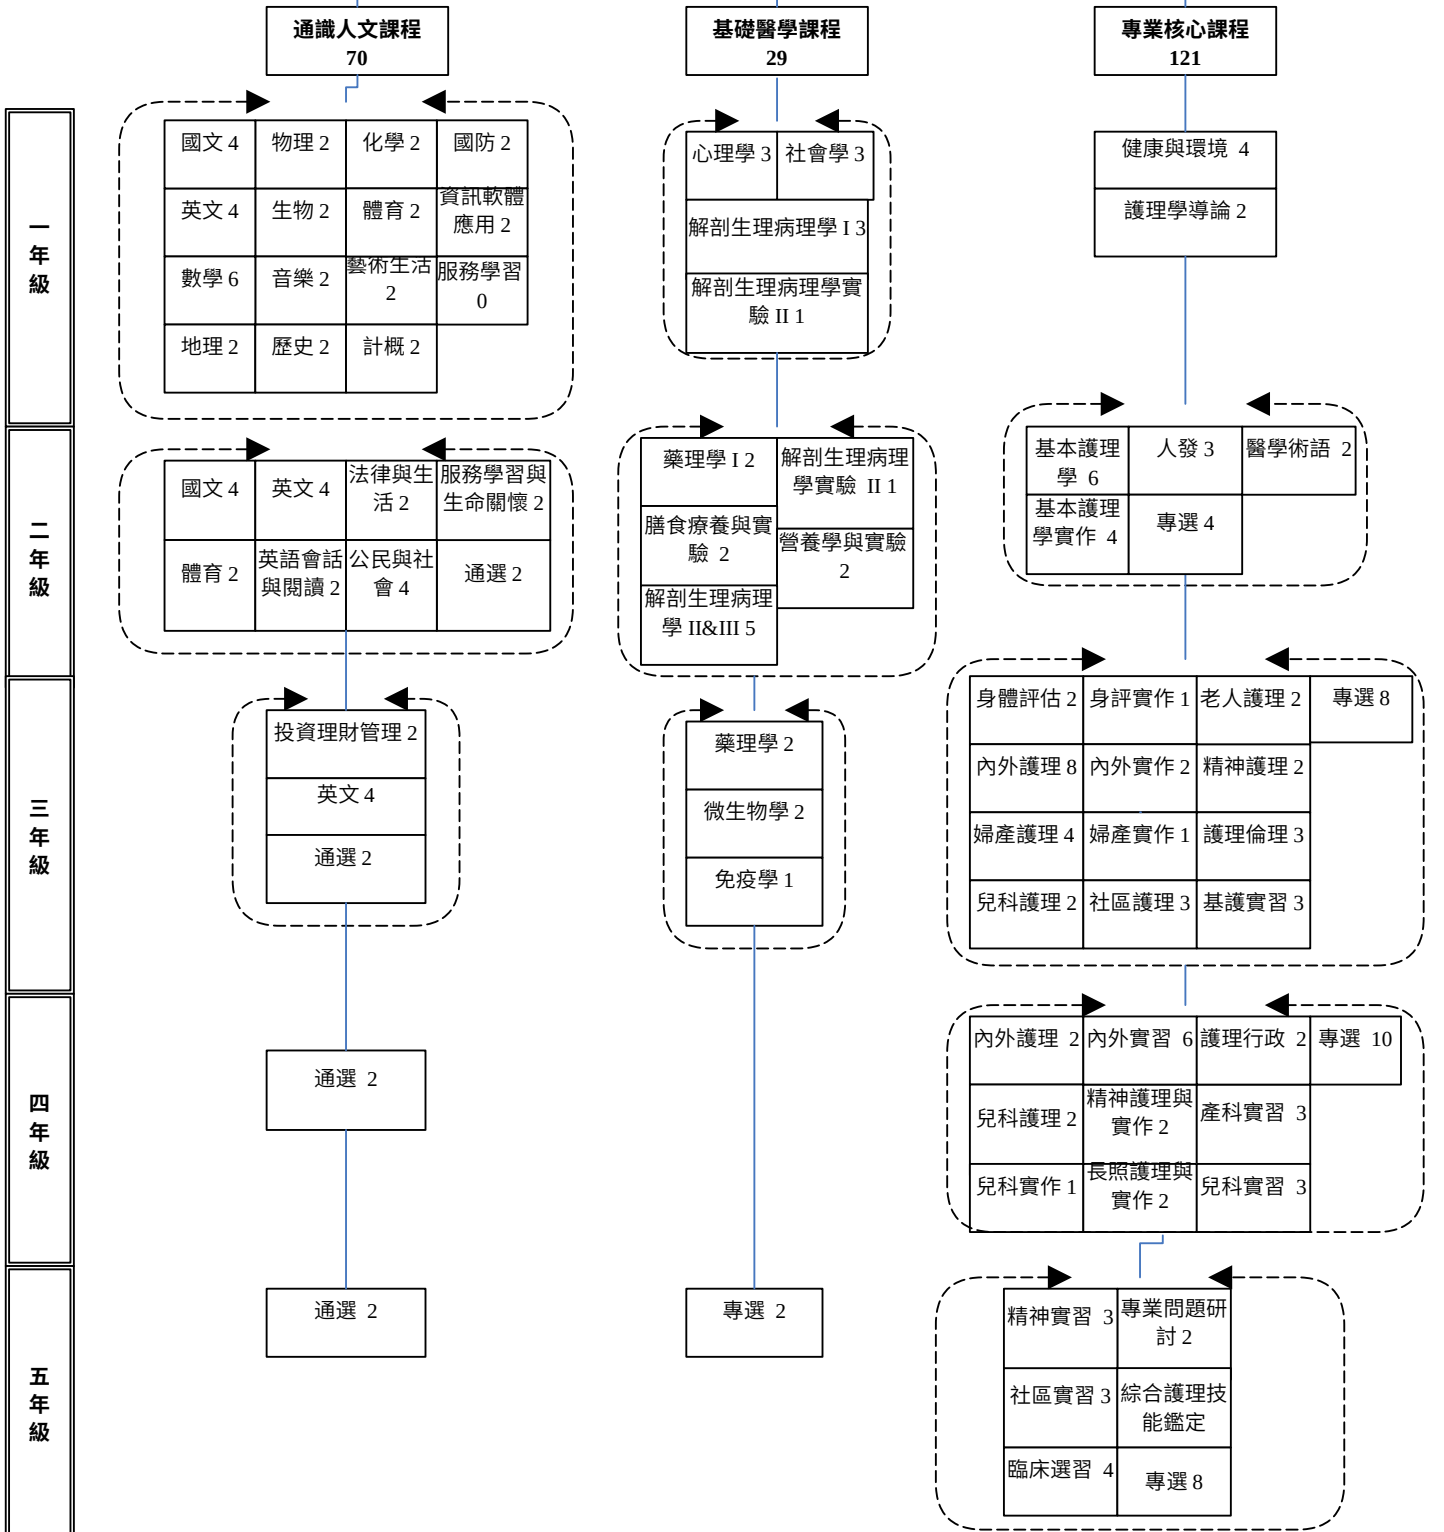 通識人文課程
70
基礎醫學課程
29
專業核心課程
121
一
年
級
國文 4
物理 2
化學 2
國防 2
英文 4
生物 2
體育 2
資訊軟體
應用 2
數學 6
音樂 2
藝術生活
2
服務學習
0
地理 2
歷史 2
計概 2
心理學 3
社會學 3
解剖生理病理學 I 3
解剖生理病理學實
驗 II 1
健康與環境 4
護理學導論 2
二
年
級
國文 4
英文 4
法律與生
活 2
服務學習與
生命關懷 2
體育 2
英語會話
與閱讀 2
公民與社
會 4
通選 2
藥理學 I 2
解剖生理病理
學實驗 II 1
膳食療養與實
驗 2
營養學與實驗
2
解剖生理病理
學 II&III 5
基本護理
學 6
人發 3
醫學術語 2
基本護理
學實作 4
專選 4
三
年
級
投資理財管理 2
英文 4
通選 2
藥理學 2
微生物學 2
免疫學 1
身體評估 2
身評實作 1
老人護理 2
專選 8
內外護理 8
內外實作 2
精神護理 2
婦產護理 4
婦產實作 1
護理倫理 3
兒科護理 2
社區護理 3
基護實習 3
四
年
級
通選 2
內外護理 2
內外實習 6
護理行政 2
專選 10
兒科護理 2
精神護理與
實作 2
產科實習 3
兒科實作 1
長照護理與
實作 2
兒科實習 3
五
年
級
通選 2
專選 2
精神實習 3
專業問題研
討 2
社區實習 3
綜合護理技
能鑑定
臨床選習 4
專選 8